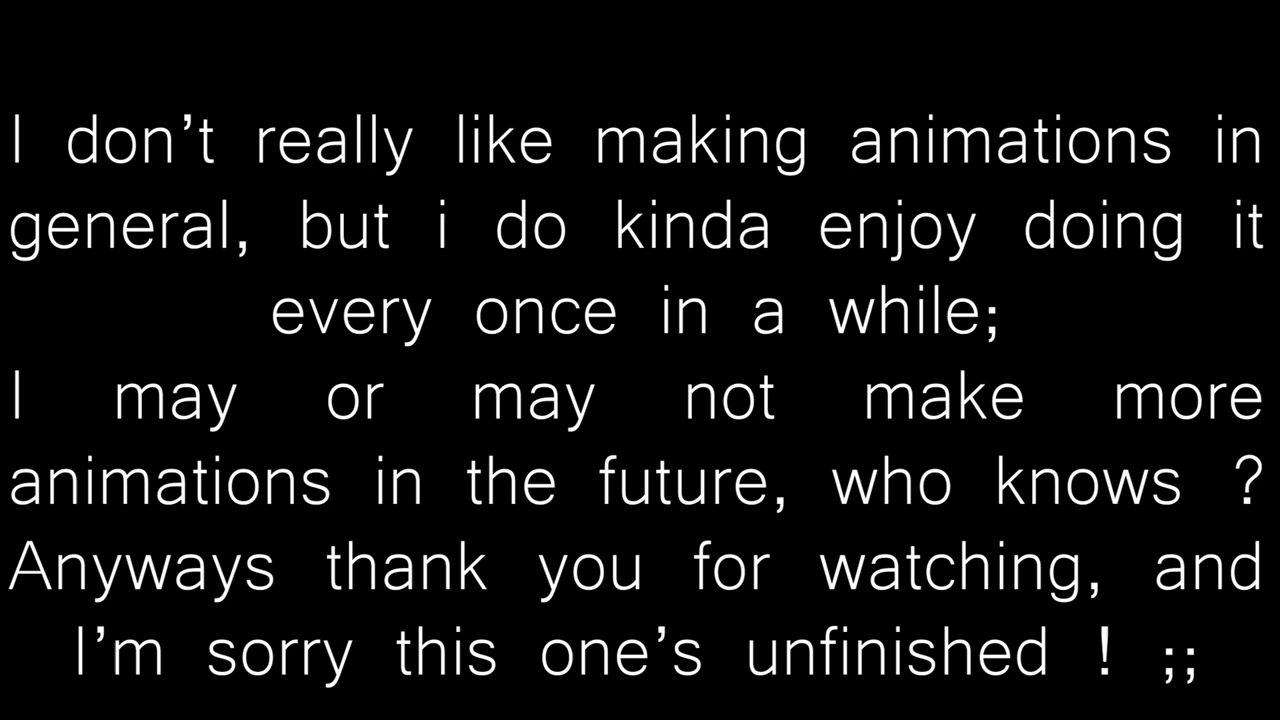 I don’t really like making animations in
general, but i do kinda enjoy doing it
every once in a while;
I may or may not make more
animations in the future, who knows ?
Anyways thank you for watching, and
I’m sorry this one’s unfinished ! ;;